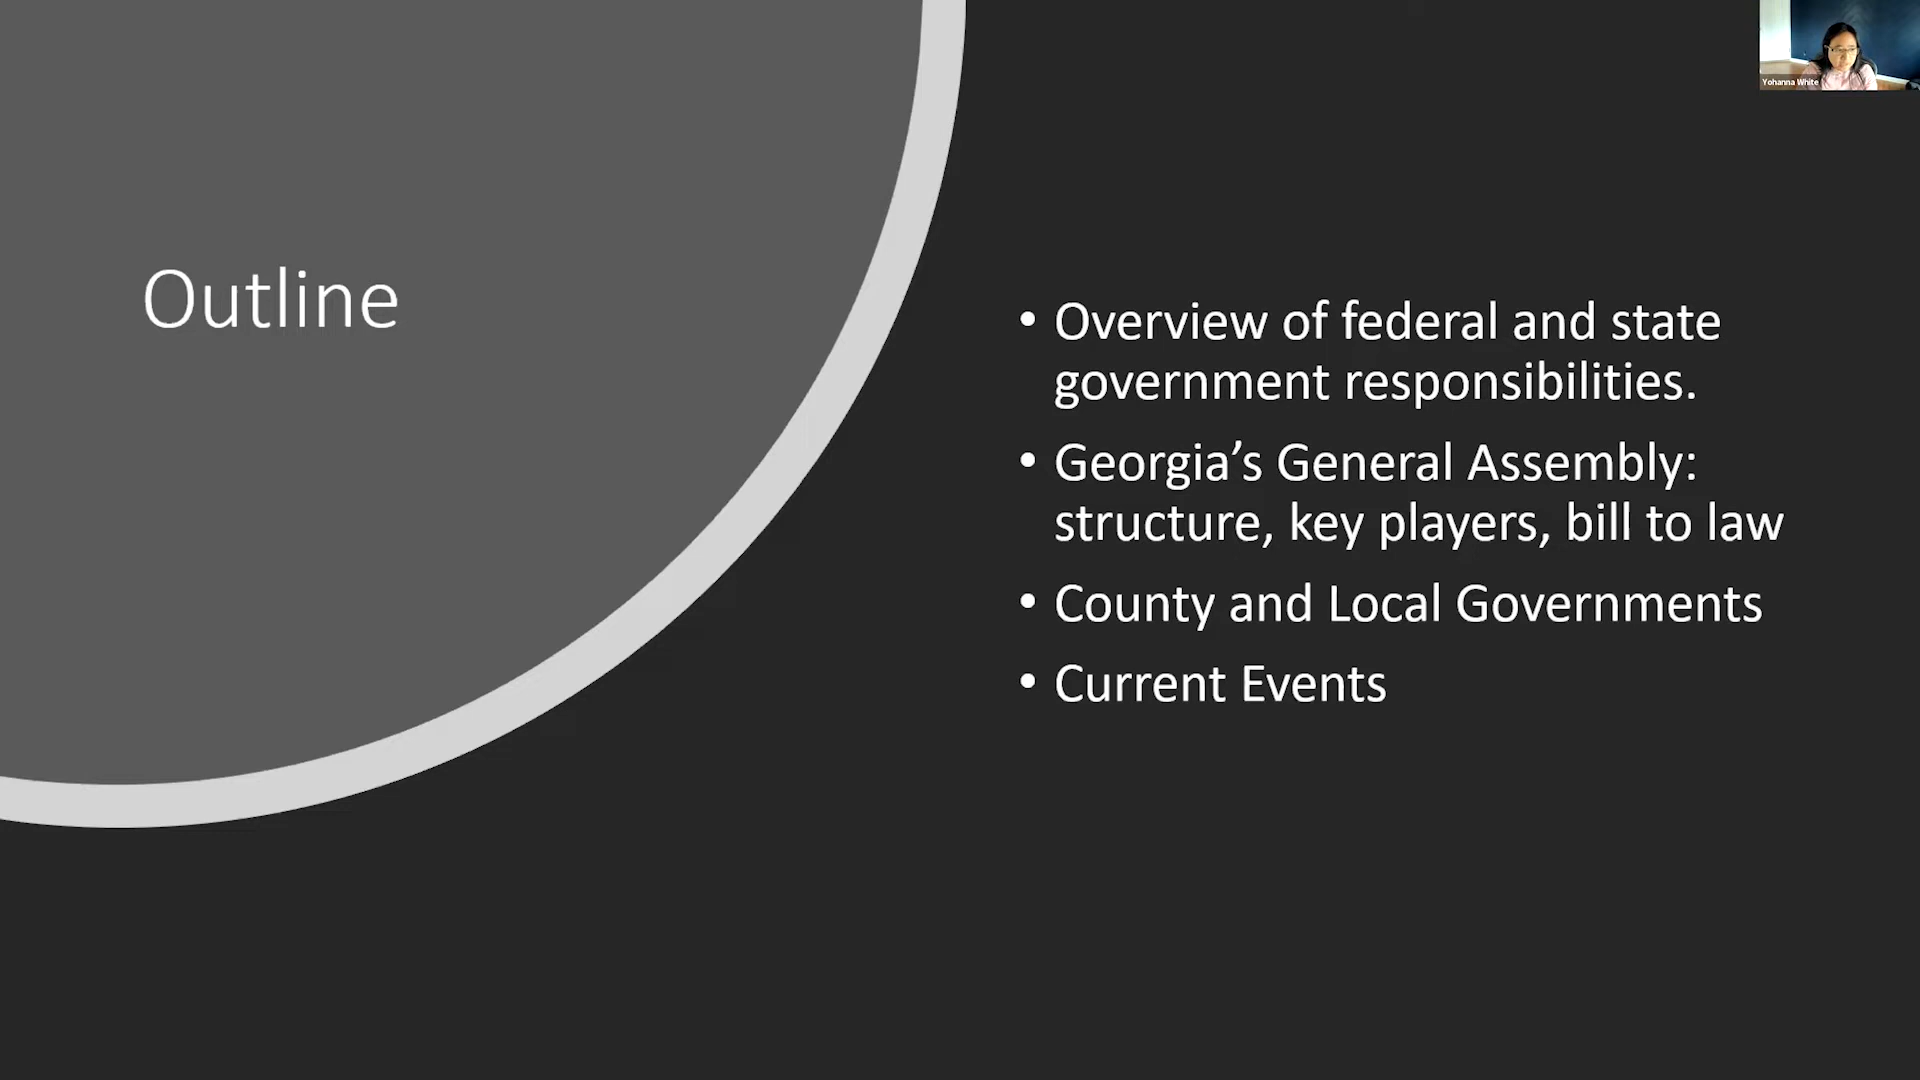 Yohanna White
Outline
• Overview of federal and state
government responsibilities.
• Georgia’s General Assembly:
structure, key players, bill to law
• County and Local Governments
• Current Events